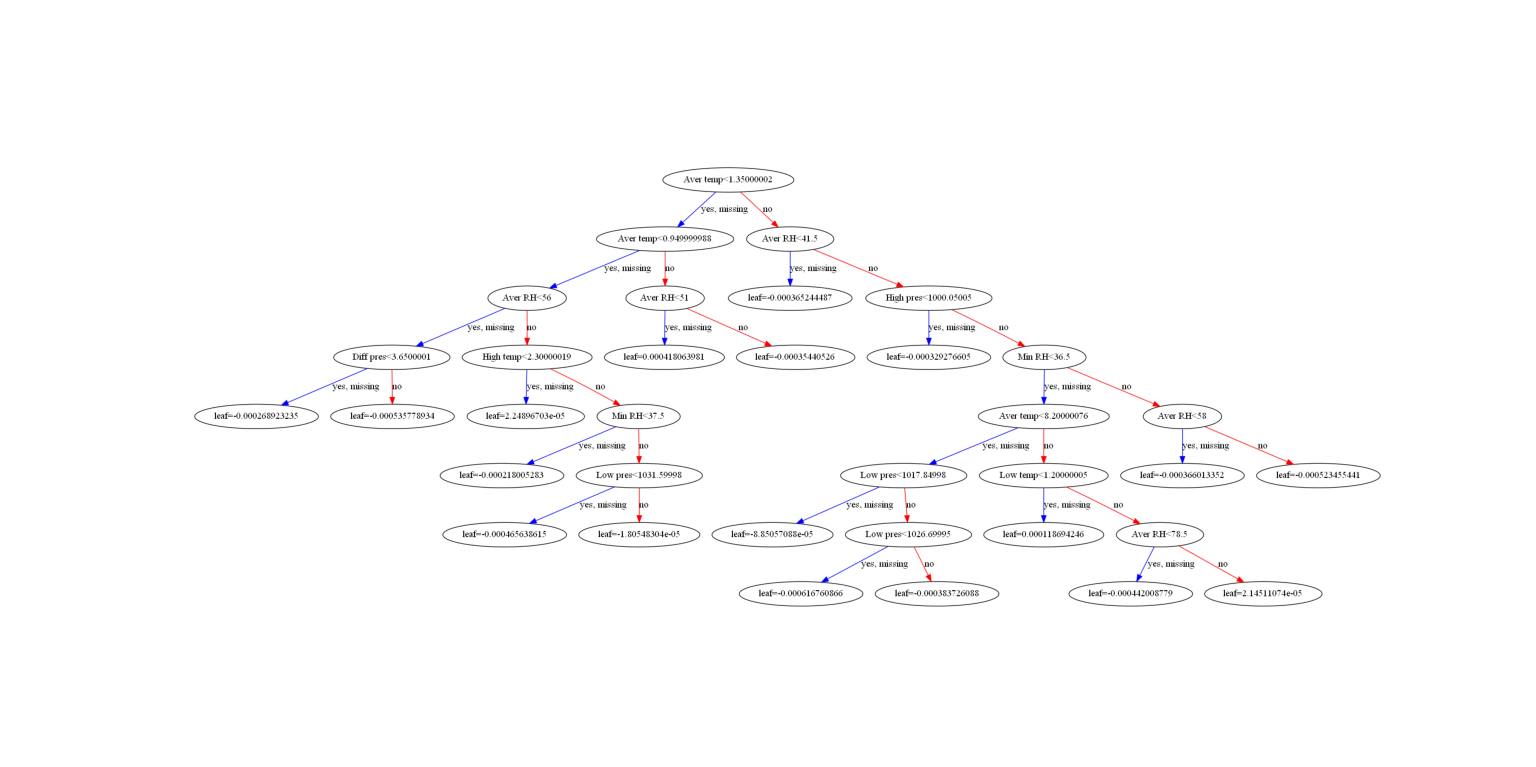 Aver temp<1.35000002
yes, missing
no
Aver temp<0.949999988
Aver RH<41.5
yes, missing
no
yes, missing
no
Aver RH<56
Aver RH<51
leaf=-0.000365244487
High pres<1000.05005
yes, missing
no
yes, missing
no
yes, missing
no
Diff pres<3.6500001
High temp<2.30000019
leaf=0.000418063981
leaf=-0.00035440526
leaf=-0.000329276605
Min RH<36.5
yes, missing
no
yes, missing
no
yes, missing
no
leaf=-0.000268923235
leaf=-0.000535778934
leaf=2.24896703e-05
Min RH<37.5
Aver temp<8.20000076
Aver RH<58
yes, missing
no
yes, missing
no
yes, missing
no
leaf=-0.000218005283
Low pres<1031.59998
Low pres<1017.84998
Low temp<1.20000005
leaf=-0.000366013352
leaf=-0.000523455441
yes, missing
no
yes, missing
no
yes, missing
no
leaf=-0.000465638615
leaf=-1.80548304e-05
leaf=-8.85057088e-05
Low pres<1026.69995
leaf=0.000118694246
Aver RH<78.5
yes, missing
no
yes, missing
no
leaf=-0.000616760866
leaf=-0.000383726088
leaf=-0.000442008779
leaf=2.14511074e-05